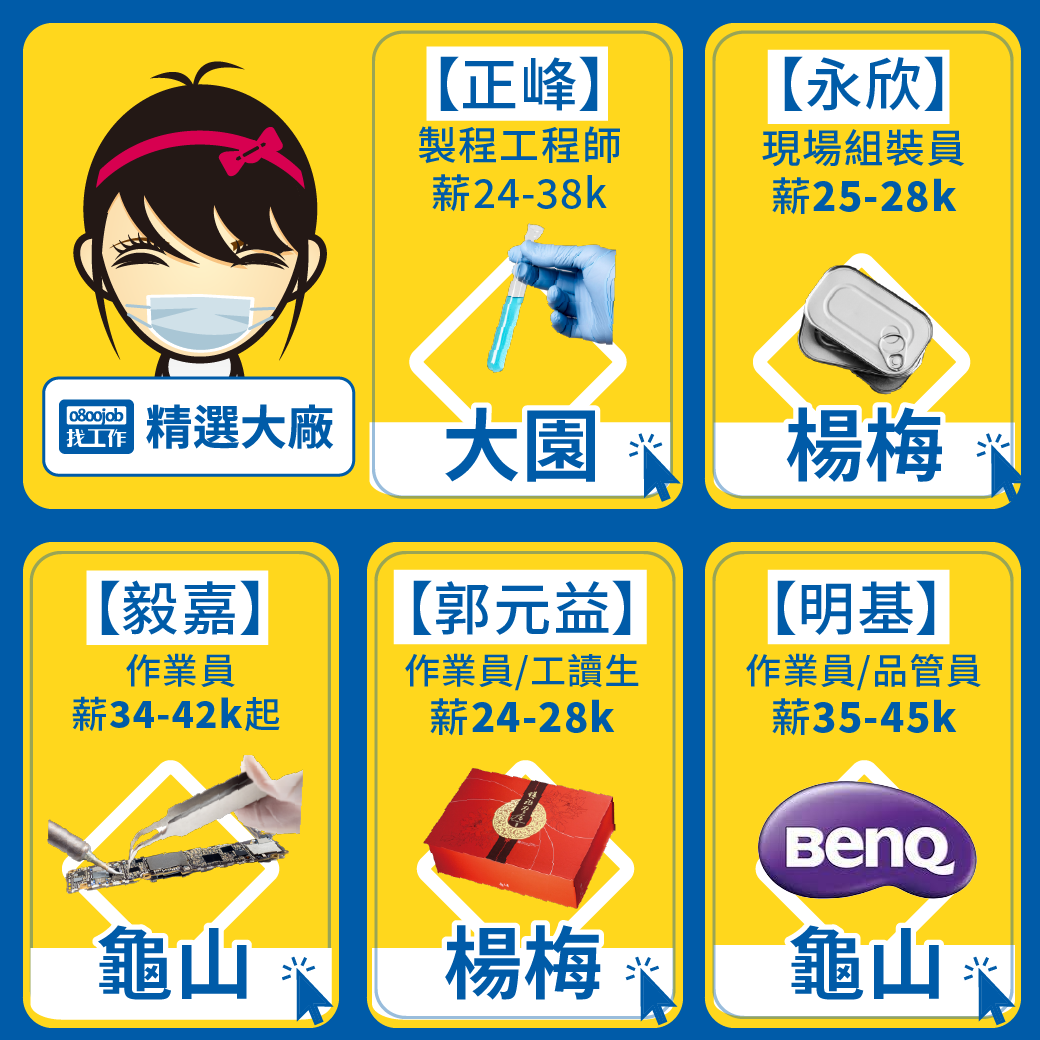 【正峰】
製程工程師
薪24-38k
大園
【永欣】
現場組裝員
薪25-28k
楊梅
0800job
找工作
精選大廠
【毅嘉】
作業員
薪34-42k起
龜山
【郭元益】
作業員/工讀生
薪24-28k
楊梅
【明基】
作業員/品管員
薪35-45k
BenQ
龜山